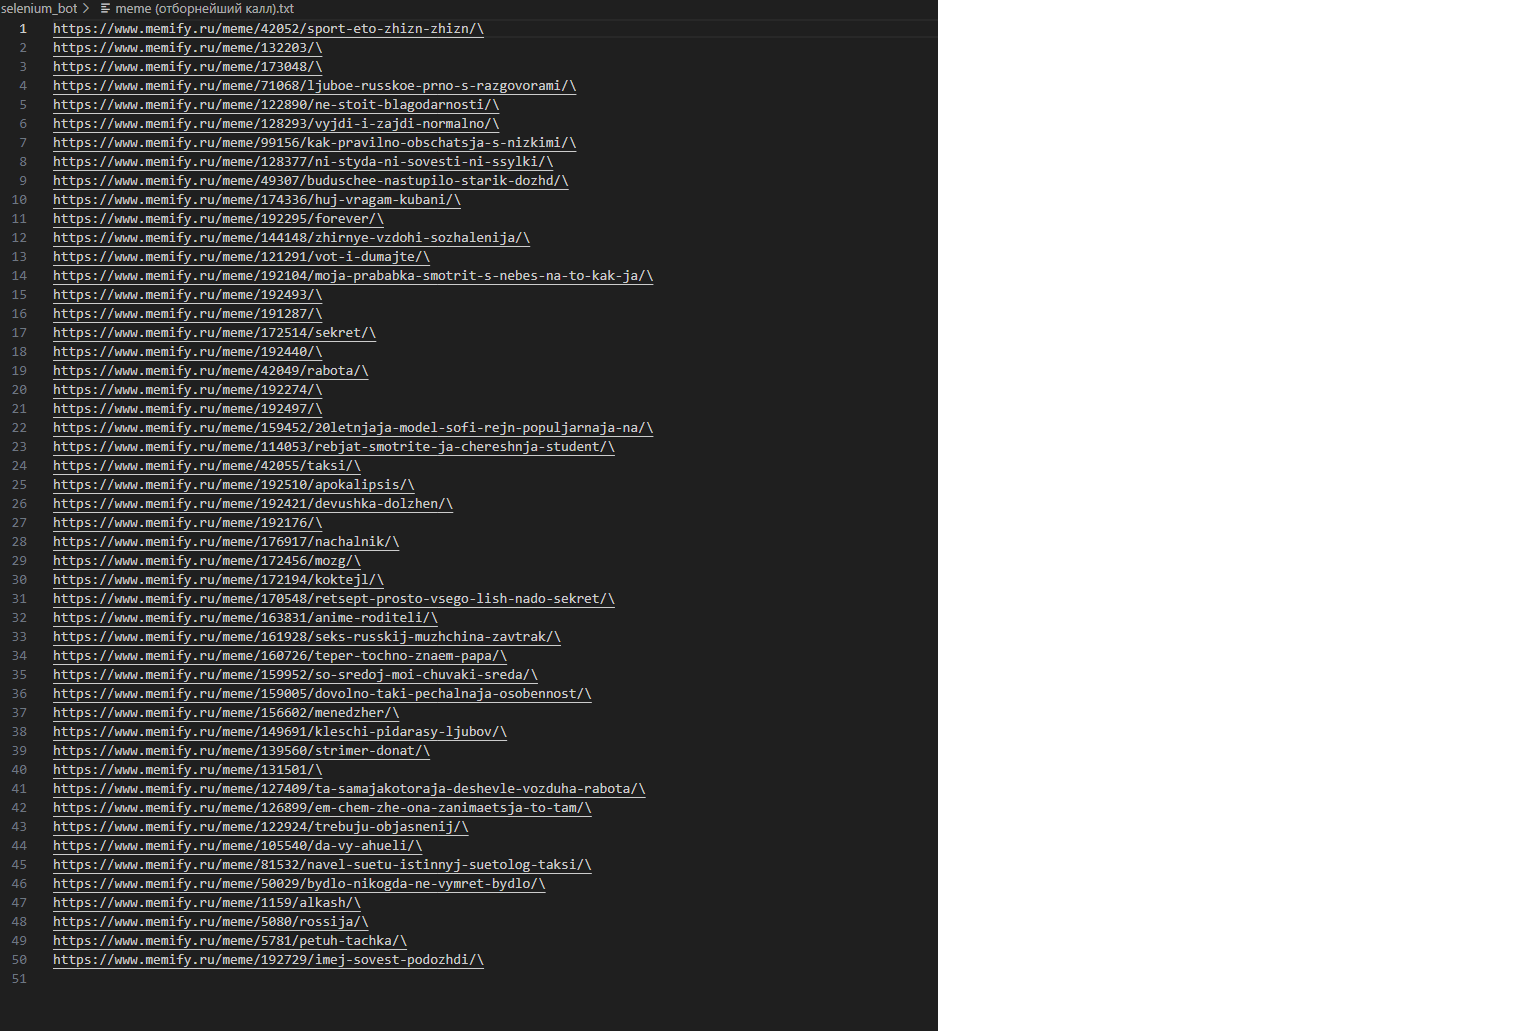 selenium_bot > meme (отборнейший калл).txt
1 https://www.memify.ru/meme/42052/sport-eto-zhizn-zhizn/\
2 https://www.memify.ru/meme/132203/\
3 https://www.memify.ru/meme/173048/\
4 https://www.memify.ru/meme/71068/ljuboe-russkoe-prno-s-razgovorami/\
5 https://www.memify.ru/meme/122890/ne-stoit-blagodarnosti/\
6 https://www.memify.ru/meme/128293/vyjdi-i-zajdi-normalno/\
7 https://www.memify.ru/meme/99156/kak-pravilno-obschatsja-s-nizkimi/\
8 https://www.memify.ru/meme/128377/ni-styda-ni-sovesti-ni-ssylki/\
9 https://www.memify.ru/meme/49307/buduschee-nastupilo-starik-dozhd/\
10 https://www.memify.ru/meme/174336/huj-vragam-kubani/\
11 https://www.memify.ru/meme/192295/forever/\
12 https://www.memify.ru/meme/144148/zhirnye-vzdohi-sozhalenija/\
13 https://www.memify.ru/meme/121291/vot-i-dumajte/\
14 https://www.memify.ru/meme/192104/moja-prababka-smotrit-s-nebes-na-to-kak-ja/\
15 https://www.memify.ru/meme/192493/\
16 https://www.memify.ru/meme/191287/\
17 https://www.memify.ru/meme/172514/sekret/\
18 https://www.memify.ru/meme/192440/\
19 https://www.memify.ru/meme/42049/rabota/\
20 https://www.memify.ru/meme/192274/\
21 https://www.memify.ru/meme/192497/\
22 https://www.memify.ru/meme/159452/20letnjaja-model-sofi-rejn-populjarnaja-na/\
23 https://www.memify.ru/meme/114053/rebjat-smotrite-ja-chereshnja-student/\
24 https://www.memify.ru/meme/42055/taksi/\
25 https://www.memify.ru/meme/192510/apokalipsis/\
26 https://www.memify.ru/meme/192421/devushka-dolzhen/\
27 https://www.memify.ru/meme/192176/\
28 https://www.memify.ru/meme/176917/nachalnik/\
29 https://www.memify.ru/meme/172456/mozg/\
30 https://www.memify.ru/meme/172194/koktejl/\
31 https://www.memify.ru/meme/170548/retsept-prosto-vsego-lish-nado-sekret/\
32 https://www.memify.ru/meme/163831/anime-roditeli/\
33 https://www.memify.ru/meme/161928/seks-russkij-muzhchina-zavtrak/\
34 https://www.memify.ru/meme/160726/teper-tochno-znaem-papa/\
35 https://www.memify.ru/meme/159952/so-sredoj-moi-chuvaki-sreda/\
36 https://www.memify.ru/meme/159005/dovolno-taki-pechalnaja-osobennost/\
37 https://www.memify.ru/meme/156602/menedzher/\
38 https://www.memify.ru/meme/149691/kleschi-pidarasy-ljubov/\
39 https://www.memify.ru/meme/139560/strimer-donat/\
40 https://www.memify.ru/meme/131501/\
41 https://www.memify.ru/meme/127409/ta-samajakotoraja-deshevle-vozduha-rabota/\
42 https://www.memify.ru/meme/126899/em-chem-zhe-ona-zanimaetsja-to-tam/\
43 https://www.memify.ru/meme/122924/trebuju-objasnenij/\
44 https://www.memify.ru/meme/105540/da-vy-ahueli/\
45 https://www.memify.ru/meme/81532/navel-suetu-istinnyj-suetolog-taksi/\
46 https://www.memify.ru/meme/50029/bydlo-nikogda-ne-vymret-bydlo/\
47 https://www.memify.ru/meme/1159/alkash/\
48 https://www.memify.ru/meme/5080/rossija/\
49 https://www.memify.ru/meme/5781/petuh-tachka/\
50 https://www.memify.ru/meme/192729/imej-sovest-podozhdi/\
51